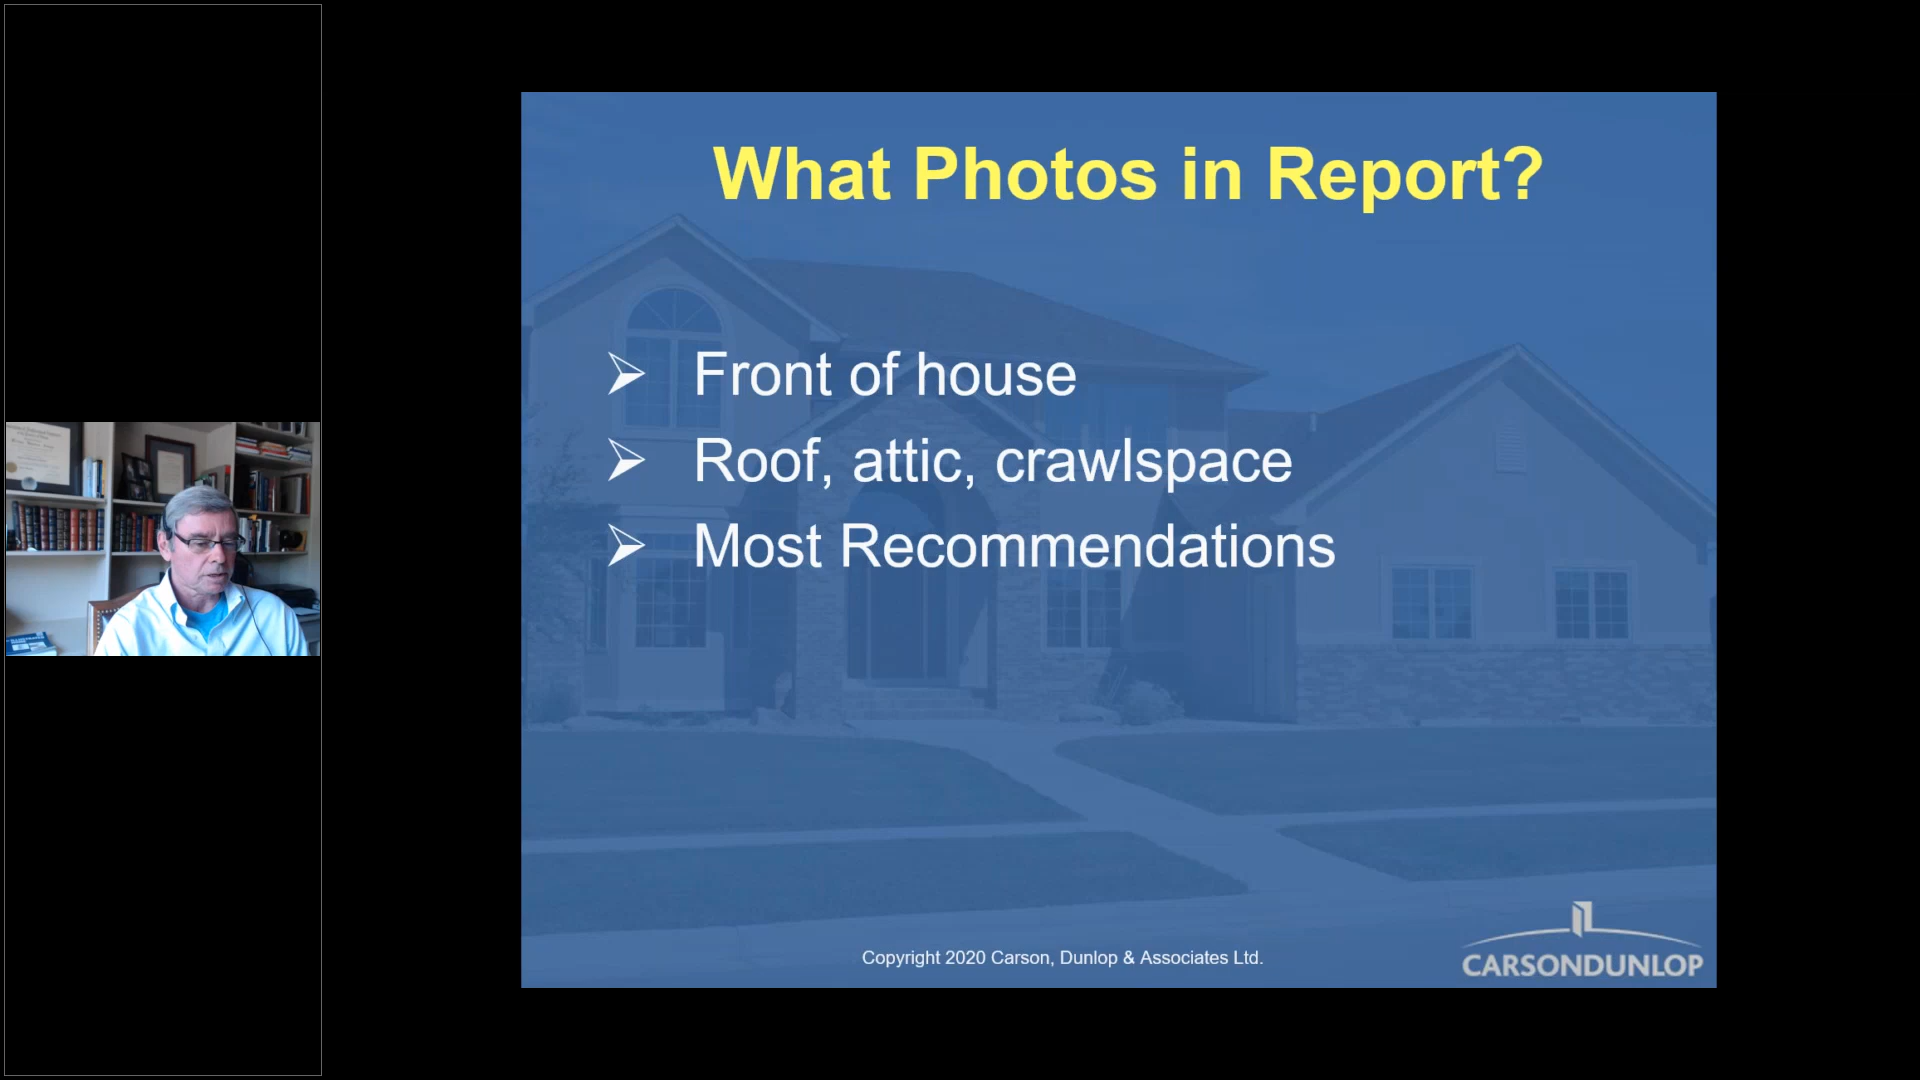 What Photos in Report?
Front of house
Roof, attic, crawlspace
Most Recommendations
Copyright 2020 Carson, Dunlop & Associates Ltd.
CARSONDUNLOP